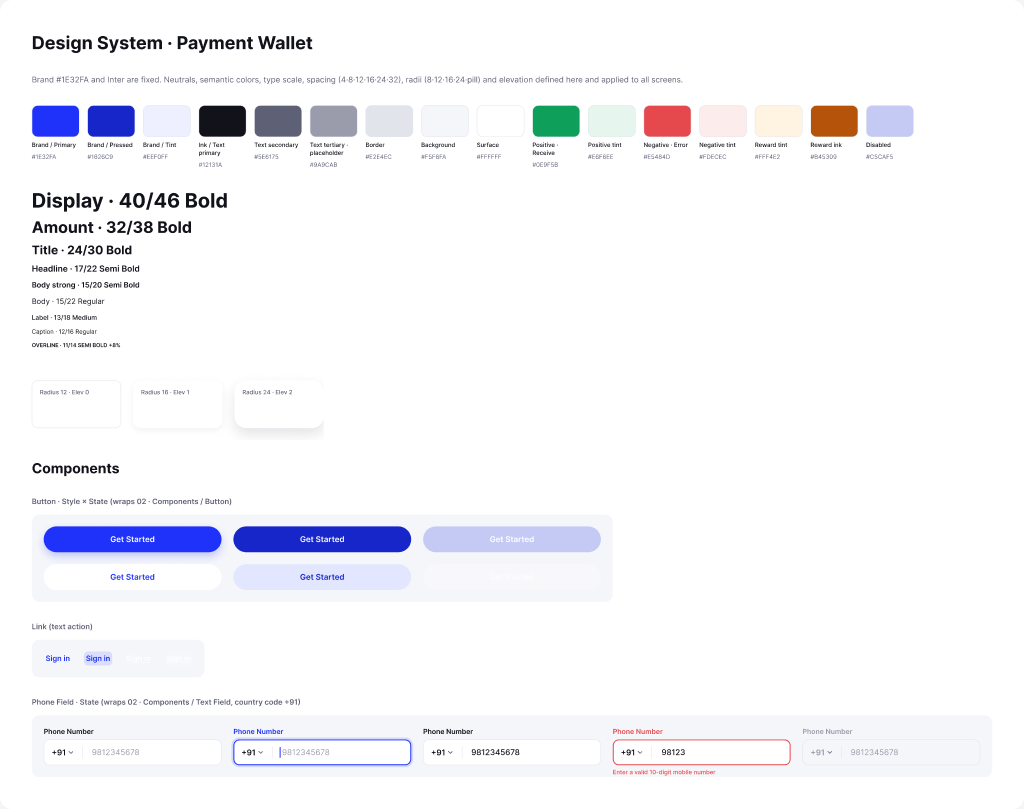 Design System · Payment Wallet
Brand #1E32FA and Inter are fixed. Neutrals, semantic colors, type scale, spacing (4·8·12·16·24·32), radii (8·12·16·24·pill) and elevation defined here and applied to all screens.
Brand / Primary
#1E32FA
Brand / Pressed
#1626C9
Brand / Tint
#EEF0FF
Ink / Text primary
#12131A
Text secondary
#5E6175
Text tertiary · placeholder
#9A9CAB
Border
#E2E4EC
Background
#F5F6FA
Surface
#FFFFFF
Positive · Receive
#0E9F5B
Positive tint
#E8F8EE
Negative · Error
#E5484D
Negative tint
#FDECEC
Reward tint
#FFF4E2
Reward ink
#B45309
Disabled
#C5CAF5
Display · 40/46 Bold
Amount · 32/38 Bold
Title · 24/30 Bold
Headline · 17/22 Semi Bold
Body strong · 15/20 Semi Bold
Body · 15/22 Regular
Label · 13/18 Medium
Caption · 12/16 Regular
OVERLINE · 11/14 SEMI BOLD +8%
Radius 12 · Elev 0
Radius 16 · Elev 1
Radius 24 · Elev 2
Components
Button · Style × State (wraps 02 · Components / Button)
Get Started
Get Started
Get Started
Get Started
Get Started
Link (text action)
Sign in
Sign in
Phone Field · State (wraps 02 · Components / Text Field, country code +91)
Phone Number
+91 9812345678
Phone Number
+91 9812345678
Phone Number
+91 9812345678
Phone Number
+91 98123
Enter a valid 10-digit mobile number
Phone Number
+91 9812345678